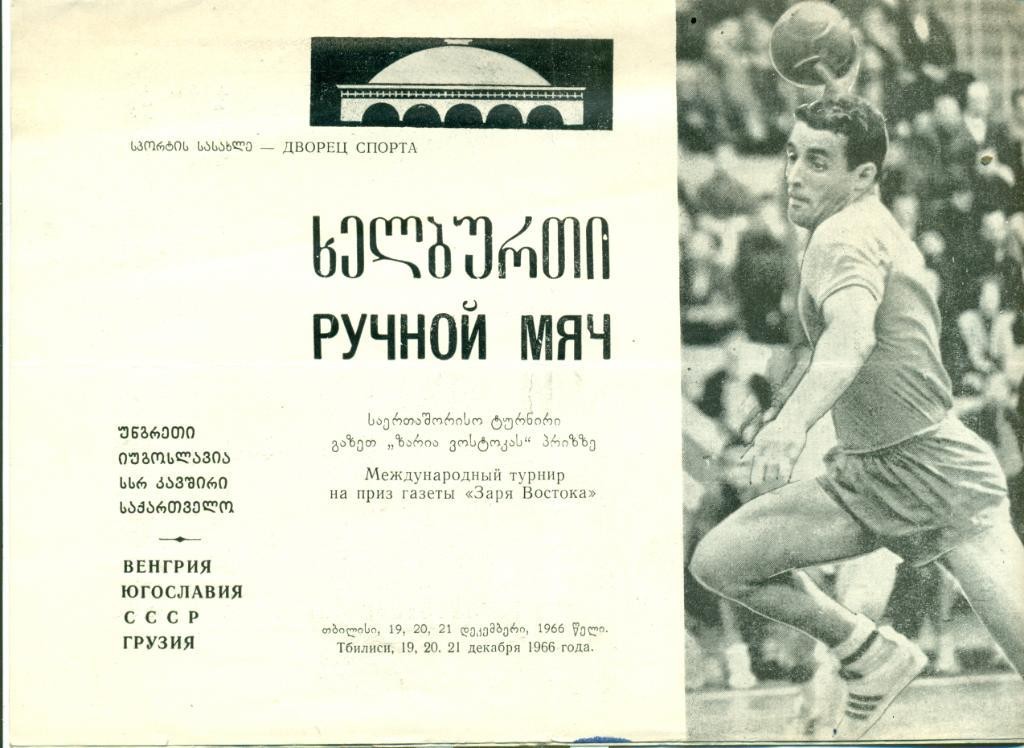 სპორტის სასახლე — ДВОРЕЦ СПОРТА
ხელბურთი
РУЧНОЙ МЯЧ
საერთაშორისო ტურნირი
გაზეთ „ზარია ვოსტოკას“ პრიზზე
Международный турнир
на приз газеты «Заря Востока»
უნგრეთი
იუგოსლავია
სსრ კავშირი
საქართველო
ВЕНГРИЯ
ЮГОСЛАВИЯ
СССР
ГРУЗИЯ
თბილისი, 19, 20, 21 დეკემბერი, 1966 წელი.
Тбилиси, 19, 20. 21 декабря 1966 года.